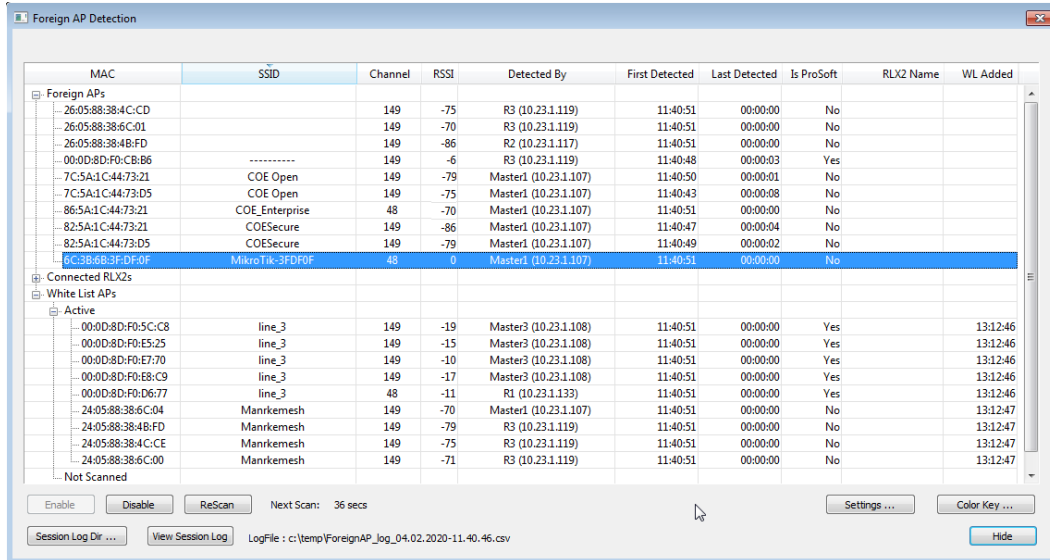 Foreign AP Detection
MAC SSID Channel RSSI Detected By First Detected Last Detected Is ProSoft RLX2 Name WL Added
Foreign APs
26:05:88:38:4C:CD 149 -75 R3 (10.23.1.119) 11:40:51 00:00:00 No
26:05:88:38:6C:01 149 -70 R3 (10.23.1.119) 11:40:51 00:00:00 No
26:05:88:38:4B:FD 149 -86 R2 (10.23.1.117) 11:40:51 00:00:00 No
00:0D:8D:F0:CB:B6 ---------- 149 -6 R3 (10.23.1.119) 11:40:48 00:00:03 Yes
7C:5A:1C:44:73:21 COE Open 149 -79 Master1 (10.23.1.107) 11:40:50 00:00:01 No
7C:5A:1C:44:73:D5 COE Open 149 -75 Master1 (10.23.1.107) 11:40:43 00:00:08 No
86:5A:1C:44:73:21 COE_Enterprise 48 -70 Master1 (10.23.1.107) 11:40:51 00:00:00 No
82:5A:1C:44:73:21 COESecure 149 -86 Master1 (10.23.1.107) 11:40:47 00:00:04 No
82:5A:1C:44:73:D5 COESecure 149 -79 Master1 (10.23.1.107) 11:40:49 00:00:02 No
6C:3B:6B:3F:DF:0F MikroTik-3FDF0F 48 0 Master1 (10.23.1.107) 11:40:51 00:00:00 No
Connected RLX2s
White List APs
Active
00:0D:8D:F0:5C:C8 line_3 149 -19 Master3 (10.23.1.108) 11:40:51 00:00:00 Yes 13:12:46
00:0D:8D:F0:E5:25 line_3 149 -15 Master3 (10.23.1.108) 11:40:51 00:00:00 Yes 13:12:46
00:0D:8D:F0:E7:70 line_3 149 -10 Master3 (10.23.1.108) 11:40:51 00:00:00 Yes 13:12:46
00:0D:8D:F0:E8:C9 line_3 149 -17 Master3 (10.23.1.108) 11:40:51 00:00:00 Yes 13:12:46
00:0D:8D:F0:D6:77 line_3 48 -11 R1 (10.23.1.133) 11:40:51 00:00:00 Yes 13:12:46
24:05:88:38:6C:04 Manrkemesh 149 -70 Master1 (10.23.1.107) 11:40:51 00:00:00 No 13:12:47
24:05:88:38:4B:FD Manrkemesh 149 -79 R3 (10.23.1.119) 11:40:51 00:00:00 No 13:12:47
24:05:88:38:4C:CE Manrkemesh 149 -75 R3 (10.23.1.119) 11:40:51 00:00:00 No 13:12:47
24:05:88:38:6C:00 Manrkemesh 149 -71 R3 (10.23.1.119) 11:40:51 00:00:00 No 13:12:47
Not Scanned
Enable Disable ReScan Next Scan: 36 secs Settings ... Color Key ...
Session Log Dir ... View Session Log LogFile : c:\temp\ForeignAP_log_04.02.2020-11.40.46.csv Hide